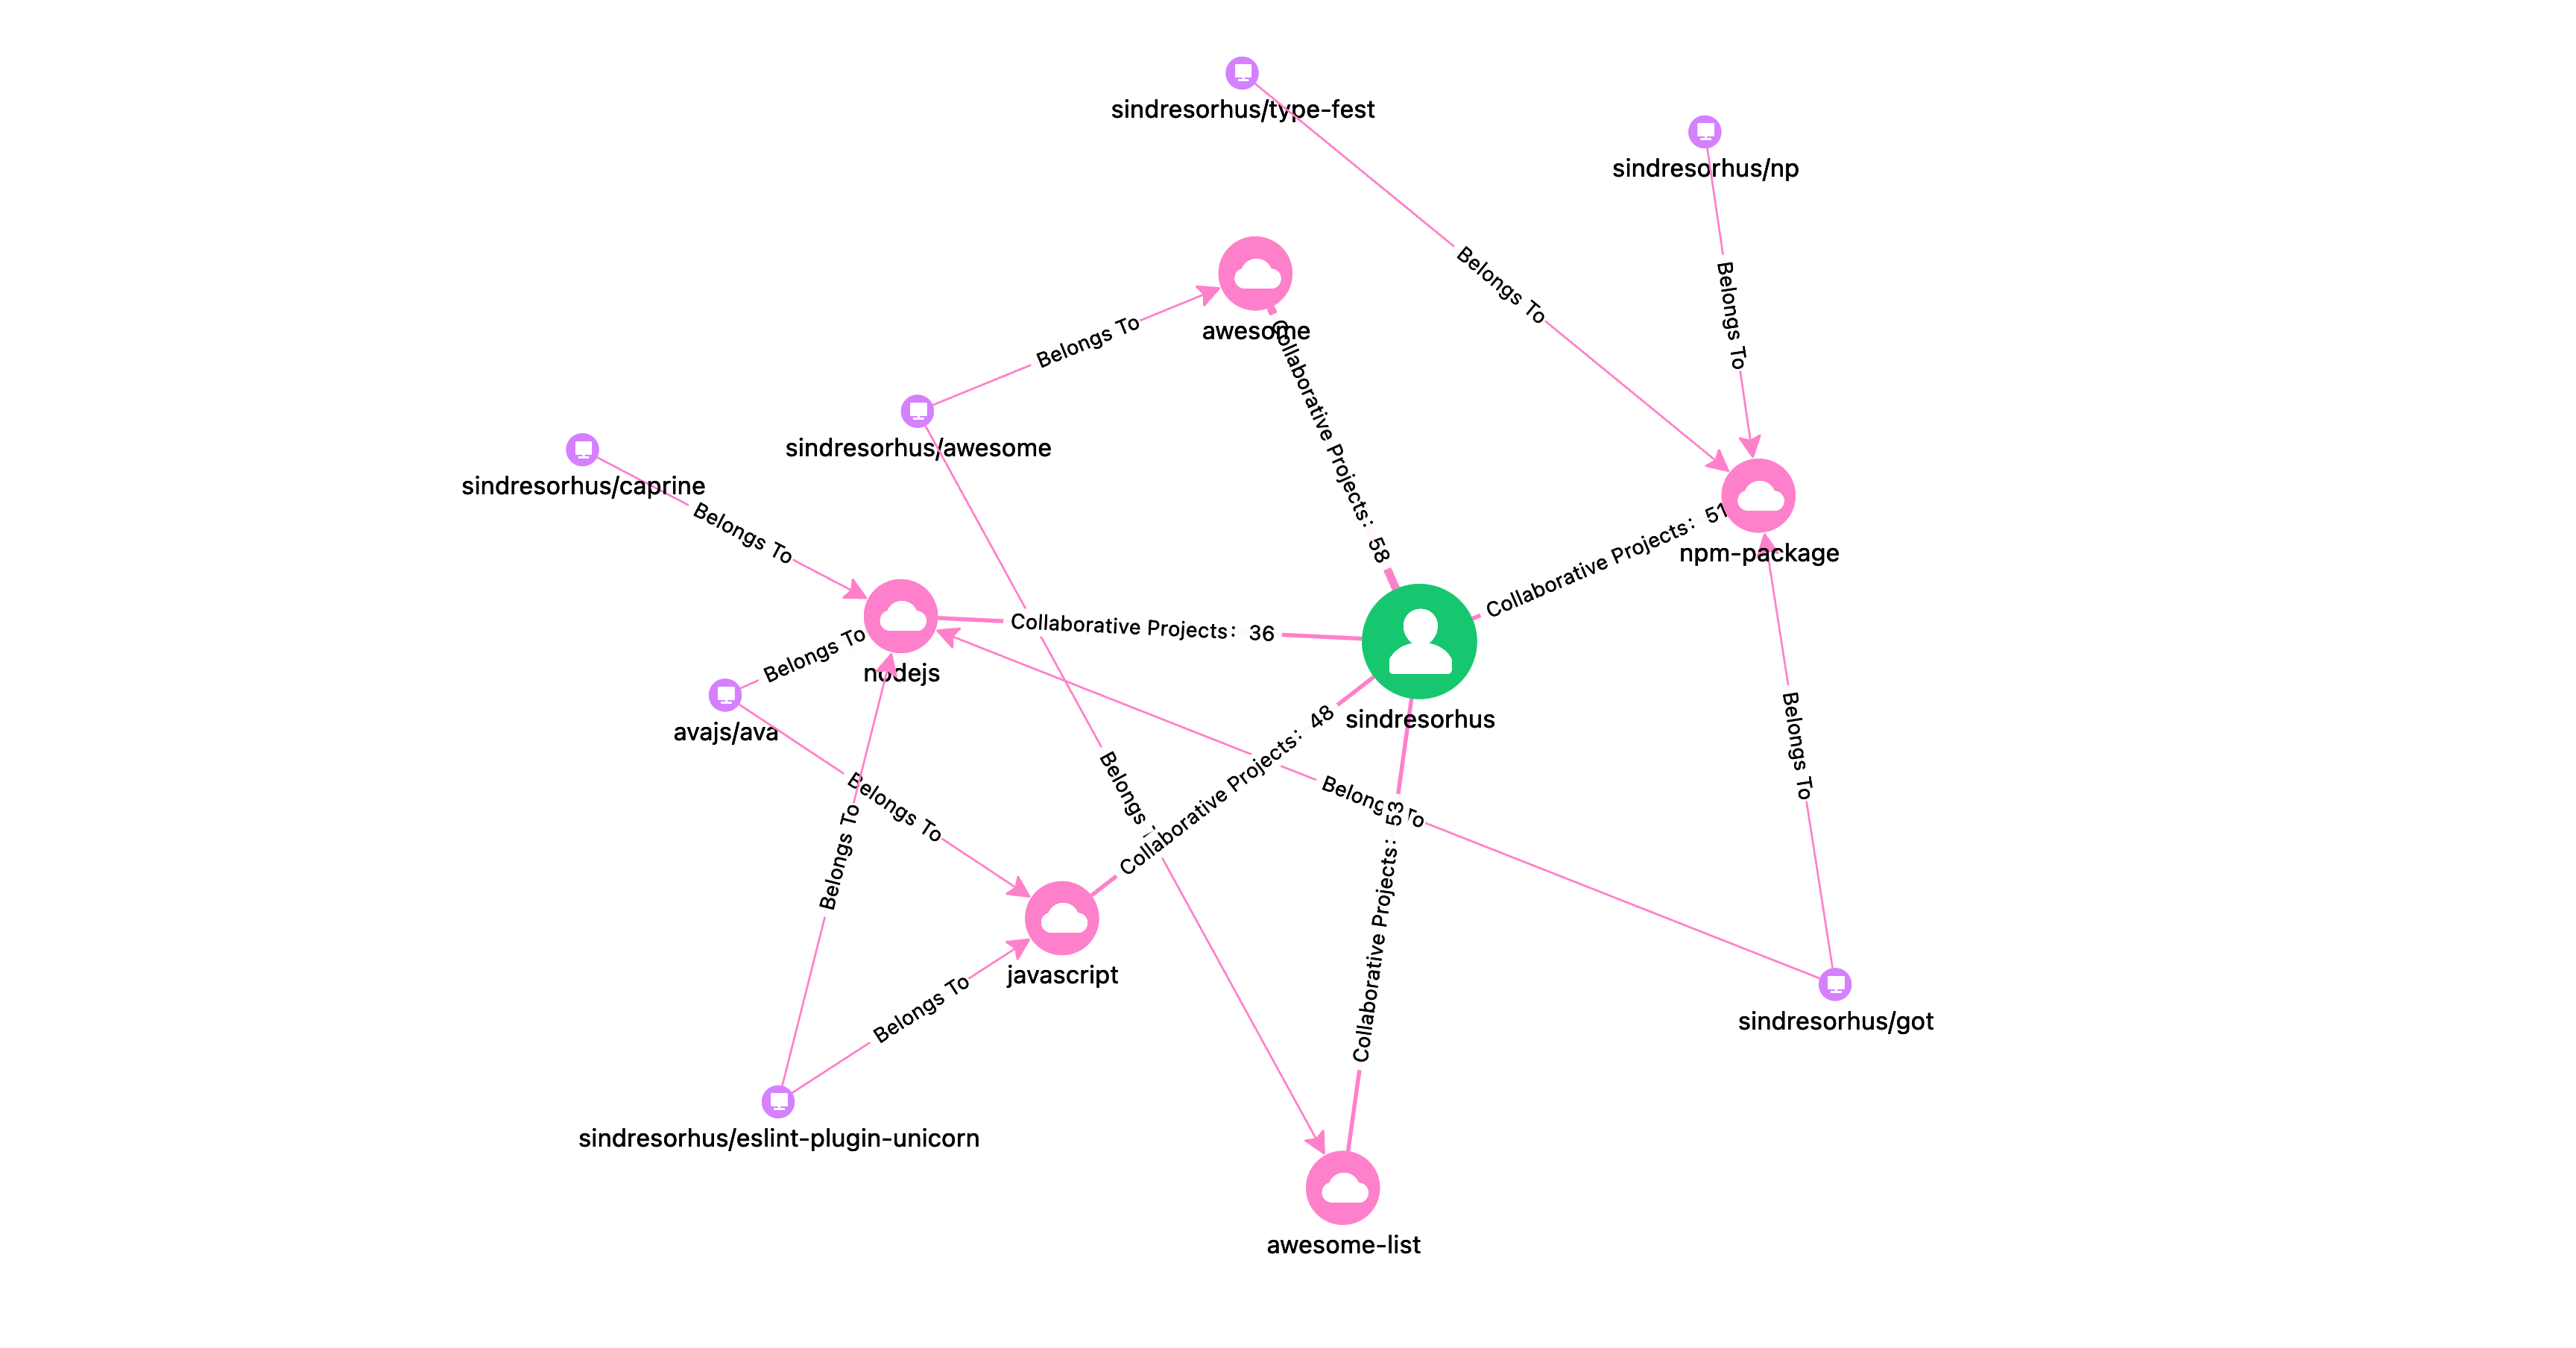 sindresorhus/type-fest
sindresorhus/np
Belongs To
Belongs To
awesome
Belongs To
Collaborative Projects: 58
sindresorhus/awesome
sindresorhus/caprine
Belongs To
Collaborative Projects: 51
npm-package
Collaborative Projects: 36
nodejs
Belongs To
avajs/ava
sindresorhus
Collaborative Projects: 48
Belongs To
Belongs To
Belongs To
Belongs
Belongs To
Collaborative Projects: 53
javascript
Belongs To
sindresorhus/got
sindresorhus/eslint-plugin-unicorn
awesome-list